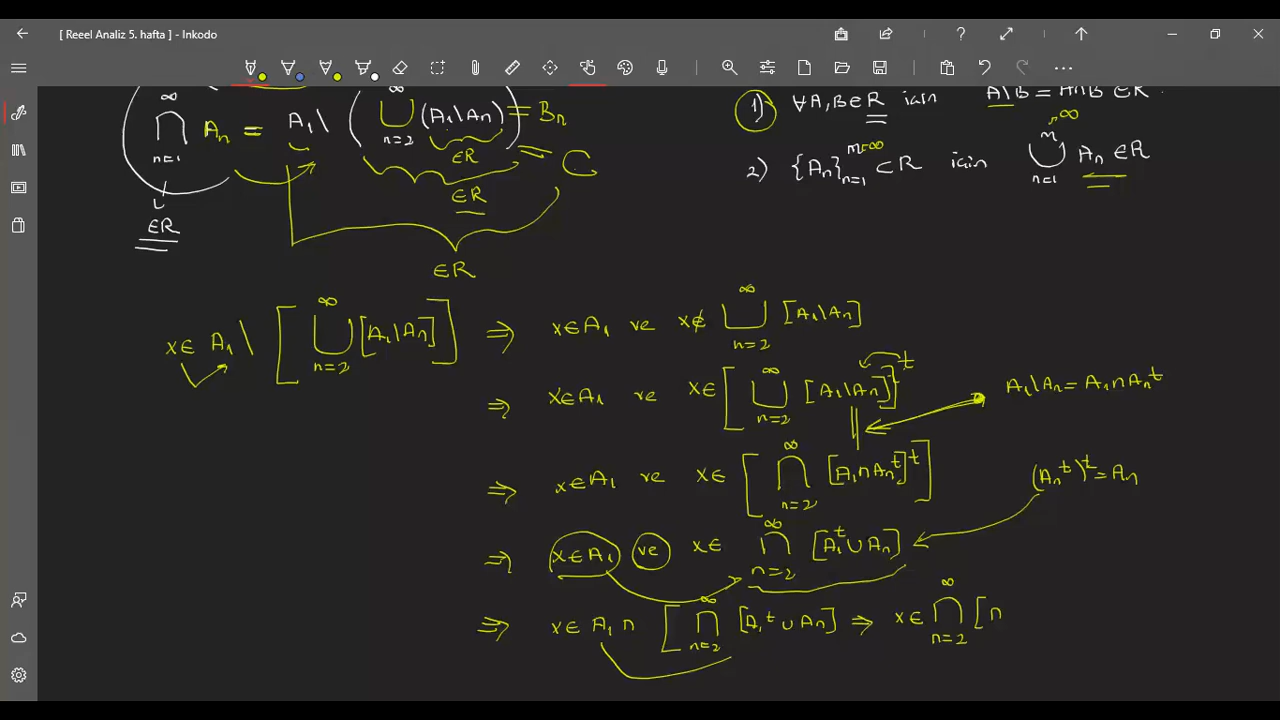 [ Reeel Analiz 5. hafta ] - Inkodo
∞⋂n=1 An = A₁\ ( ∞⋃n=2 (A₁\An) ) = Bn
∈R = C
∈R
∈R
∈R
1) ∀A,B∈R için A\B = A∩B ∈R
2) {An}ⁿ₌₁ m=∞ ⊂R için m→∞ ⋃n=1 An ∈R
x∈ A₁ \ [ ∞⋃n=2 [A₁\An] ] ⇒ x∈A₁ ve x∉ ∞⋃n=2 [A₁\An]
⇒ x∈A₁ ve x∈ [ ∞⋃n=2 [A₁\An] ]ᵗ A₁\An = A₁∩Anᵗ
⇒ x∈A₁ ve x∈ [ ∞⋂n=2 [A₁∩Anᵗ]ᵗ ] (Anᵗ)ᵗ = An
⇒ x∈A₁ ve x∈ ∞⋂n=2 [A₁ᵗ ∪ An]
⇒ x∈ A₁ ∩ [ ∞⋂n=2 [A₁ᵗ ∪ An] ⇒ x∈ ∞⋂n=2 [ ∩